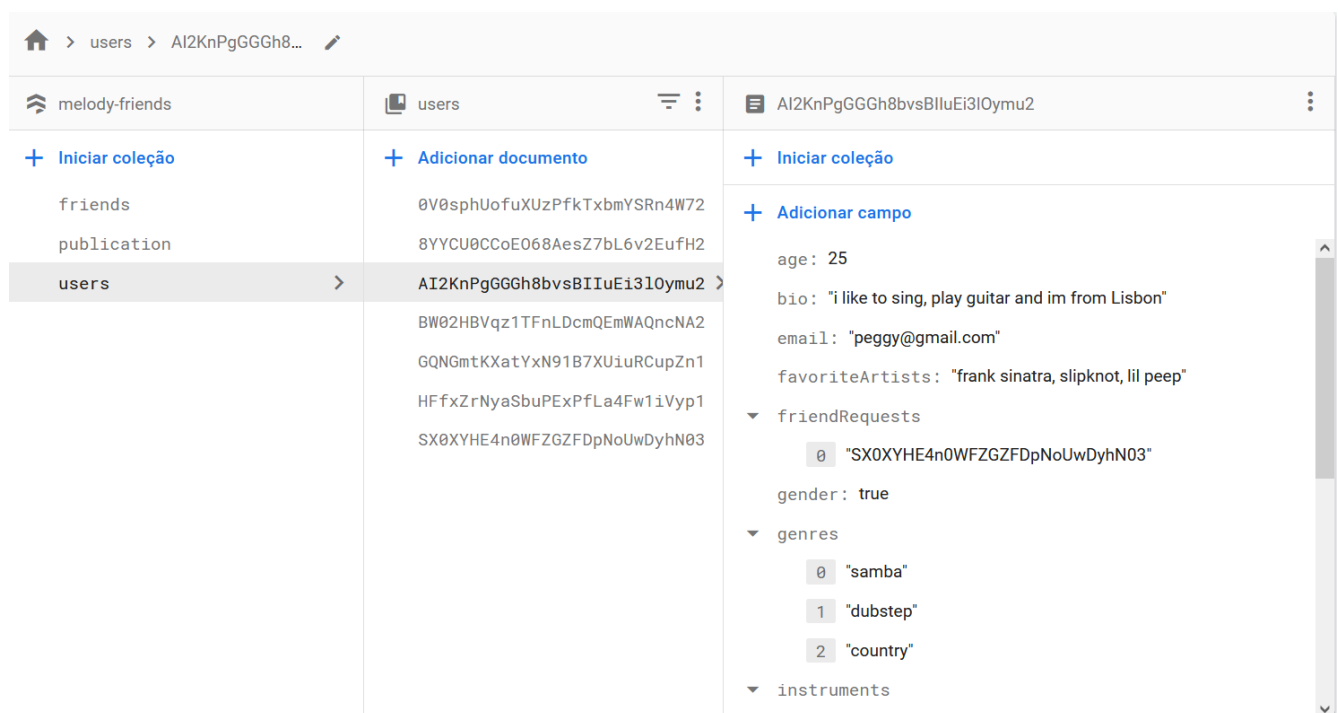 users AI2KnPgGGGh8...
melody-friends
Iniciar coleção
friends
publication
users
users
Adicionar documento
0V0sphUofuXUzPfkTxbmYSRn4W72
8YYCU0CCoEO68AesZ7bL6v2EufH2
AI2KnPgGGGh8bvsBIIuEi3lOymu2
BW02HBVqz1TFnLDcmQEmWAQncNA2
GQNGmtKXatYxN91B7XUiuRCupZn1
HFfxZrNyaSbuPExPfLa4Fw1iVyp1
SX0XYHE4n0WFZGZFDpNoUwDyhN03
AI2KnPgGGGh8bvsBIIuEi3lOymu2
Iniciar coleção
Adicionar campo
age: 25
bio: "i like to sing, play guitar and im from Lisbon"
email: "peggy@gmail.com"
favoriteArtists: "frank sinatra, slipknot, lil peep"
friendRequests
0 "SX0XYHE4n0WFZGZFDpNoUwDyhN03"
gender: true
genres
0 "samba"
1 "dubstep"
2 "country"
instruments